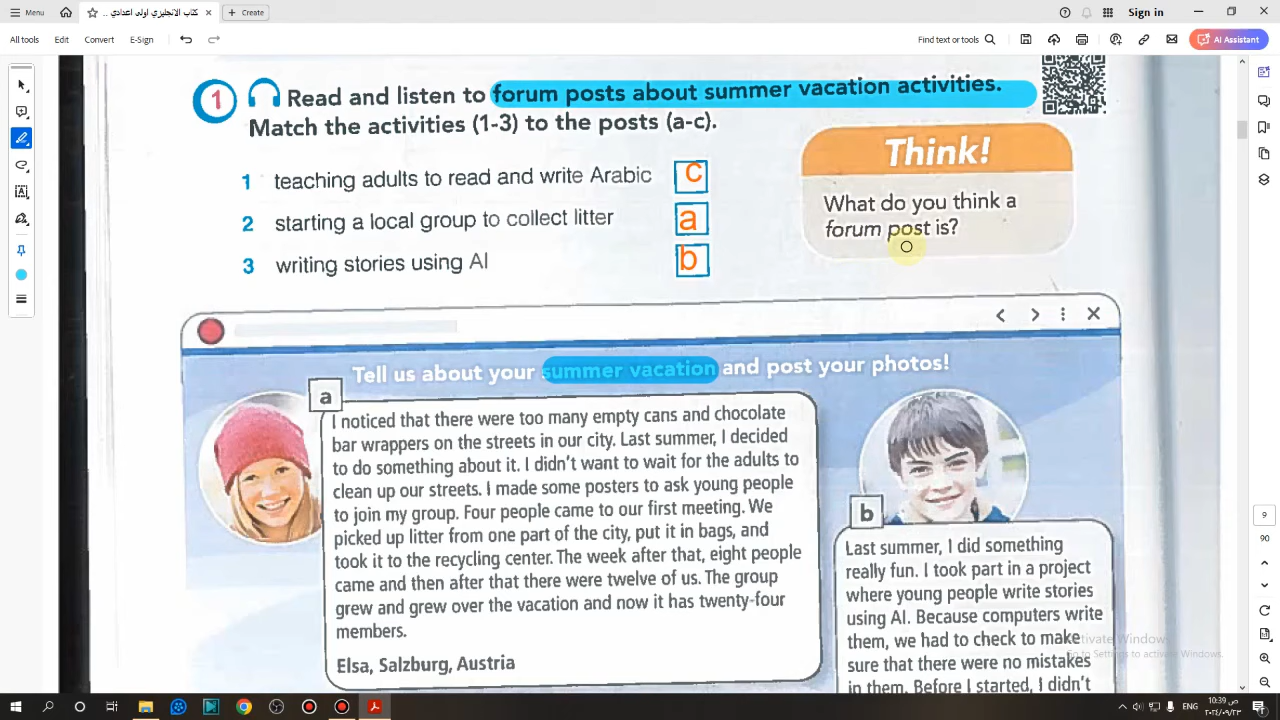 Menu
كتاب الانجليزي اولى اعدادي ..
Create
Sign in
All tools
Edit
Convert
E-Sign
Find text or tools
AI Assistant
1
Read and listen to forum posts about summer vacation activities.
Match the activities (1-3) to the posts (a-c).
1 teaching adults to read and write Arabic c
2 starting a local group to collect litter a
3 writing stories using AI b
Think!
What do you think a
forum post is?
Tell us about your summer vacation and post your photos!
a
I noticed that there were too many empty cans and chocolate
bar wrappers on the streets in our city. Last summer, I decided
to do something about it. I didn't want to wait for the adults to
clean up our streets. I made some posters to ask young people
to join my group. Four people came to our first meeting. We
picked up litter from one part of the city, put it in bags, and
took it to the recycling center. The week after that, eight people
came and then after that there were twelve of us. The group
grew and grew over the vacation and now it has twenty-four
members.
Elsa, Salzburg, Austria
b
Last summer, I did something
really fun. I took part in a project
where young people write stories
using AI. Because computers write
them, we had to check to make
sure that there were no mistakes
in them. Before I started, I didn't
9
90
Activate Windows
Go to Settings to activate Windows.
ENG
10:39 ص